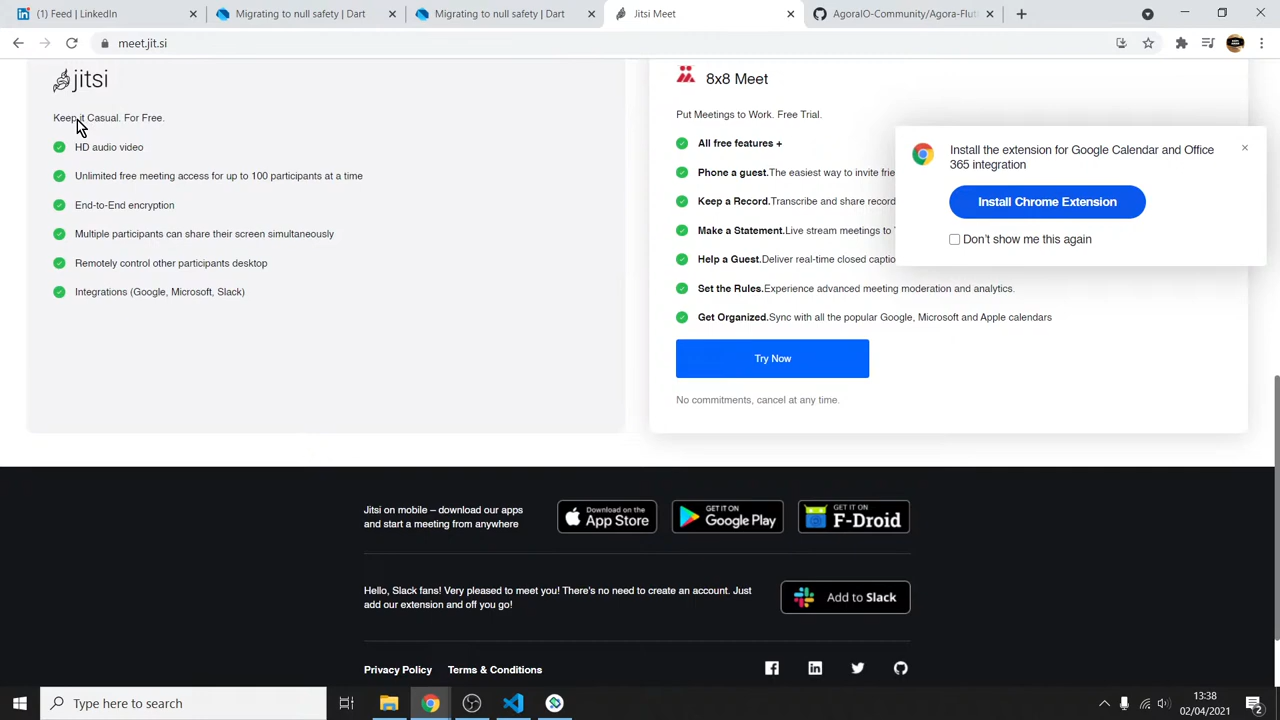 (1) Feed | LinkedIn
Migrating to null safety | Dart
Migrating to null safety | Dart
Jitsi Meet
AgoraIO-Community/Agora-Flut
meet.jit.si
jitsi
Keep it Casual. For Free.
HD audio video
Unlimited free meeting access for up to 100 participants at a time
End-to-End encryption
Multiple participants can share their screen simultaneously
Remotely control other participants desktop
Integrations (Google, Microsoft, Slack)
8x8 Meet
Put Meetings to Work. Free Trial.
All free features +
Phone a guest.The easiest way to invite frie
Keep a Record.Transcribe and share record
Make a Statement.Live stream meetings to
Help a Guest.Deliver real-time closed captio
Set the Rules.Experience advanced meeting moderation and analytics.
Get Organized.Sync with all the popular Google, Microsoft and Apple calendars
Try Now
No commitments, cancel at any time.
Install the extension for Google Calendar and Office
365 integration
Install Chrome Extension
Don't show me this again
Jitsi on mobile – download our apps
and start a meeting from anywhere
Download on the
App Store
GET IT ON
Google Play
GET IT ON
F-Droid
Hello, Slack fans! Very pleased to meet you! There's no need to create an account. Just
add our extension and off you go!
Add to Slack
Privacy Policy
Terms & Conditions
Type here to search
13:38
02/04/2021
2